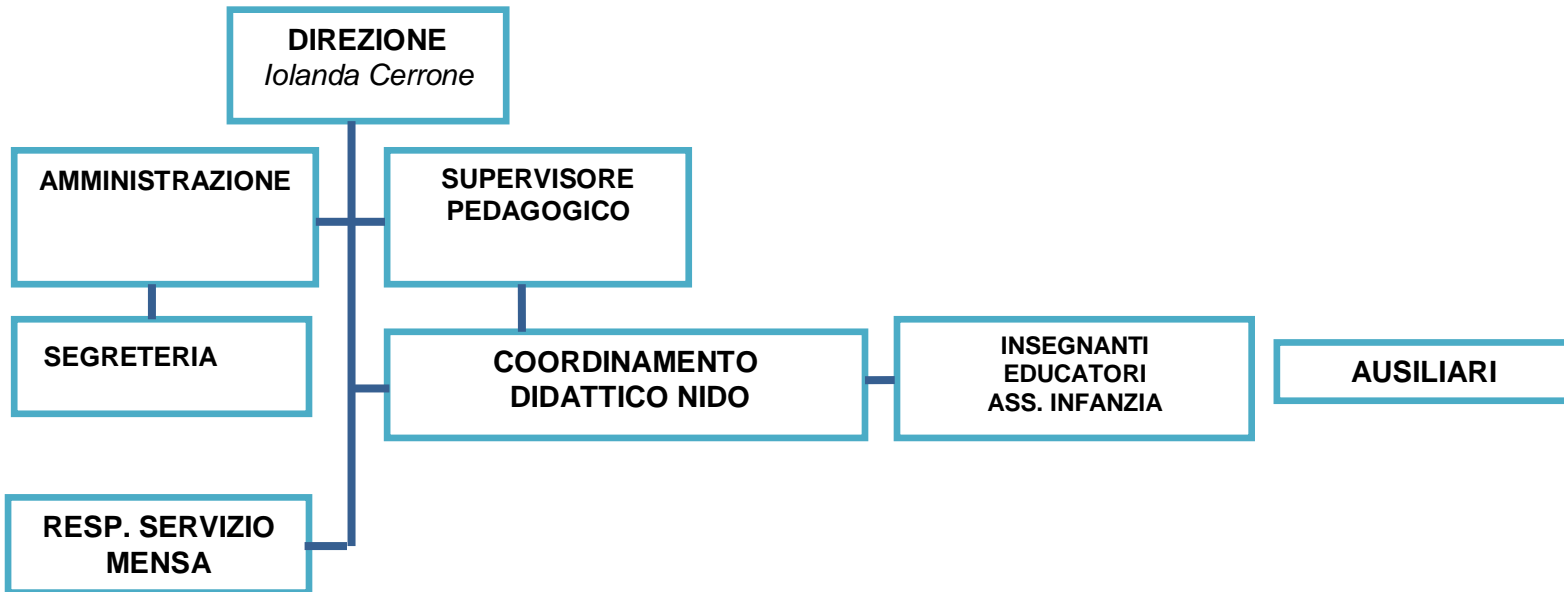 DIREZIONE
Iolanda Cerrone
AMMINISTRAZIONE
SUPERVISORE
PEDAGOGICO
SEGRETERIA
COORDINAMENTO
DIDATTICO NIDO
INSEGNANTI
EDUCATORI
ASS. INFANZIA
AUSILIARI
RESP. SERVIZIO
MENSA